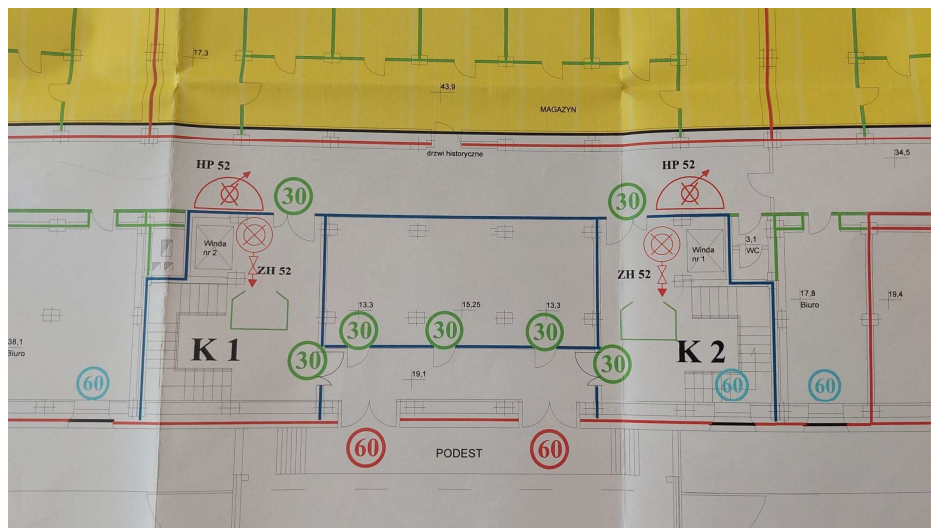 17,3
43,9
MAGAZYN
drzwi historyczne
HP 52
HP 52
34,5
30
30
Winda
nr 2
Winda
nr 1
3,1
WC
ZH 52
ZH 52
13,3
15,25
13,3
17,8
Biuro
19,4
30
30
30
38,1
Biuro
K 1
30
30
K 2
19,1
60
60
60
60
60
PODEST